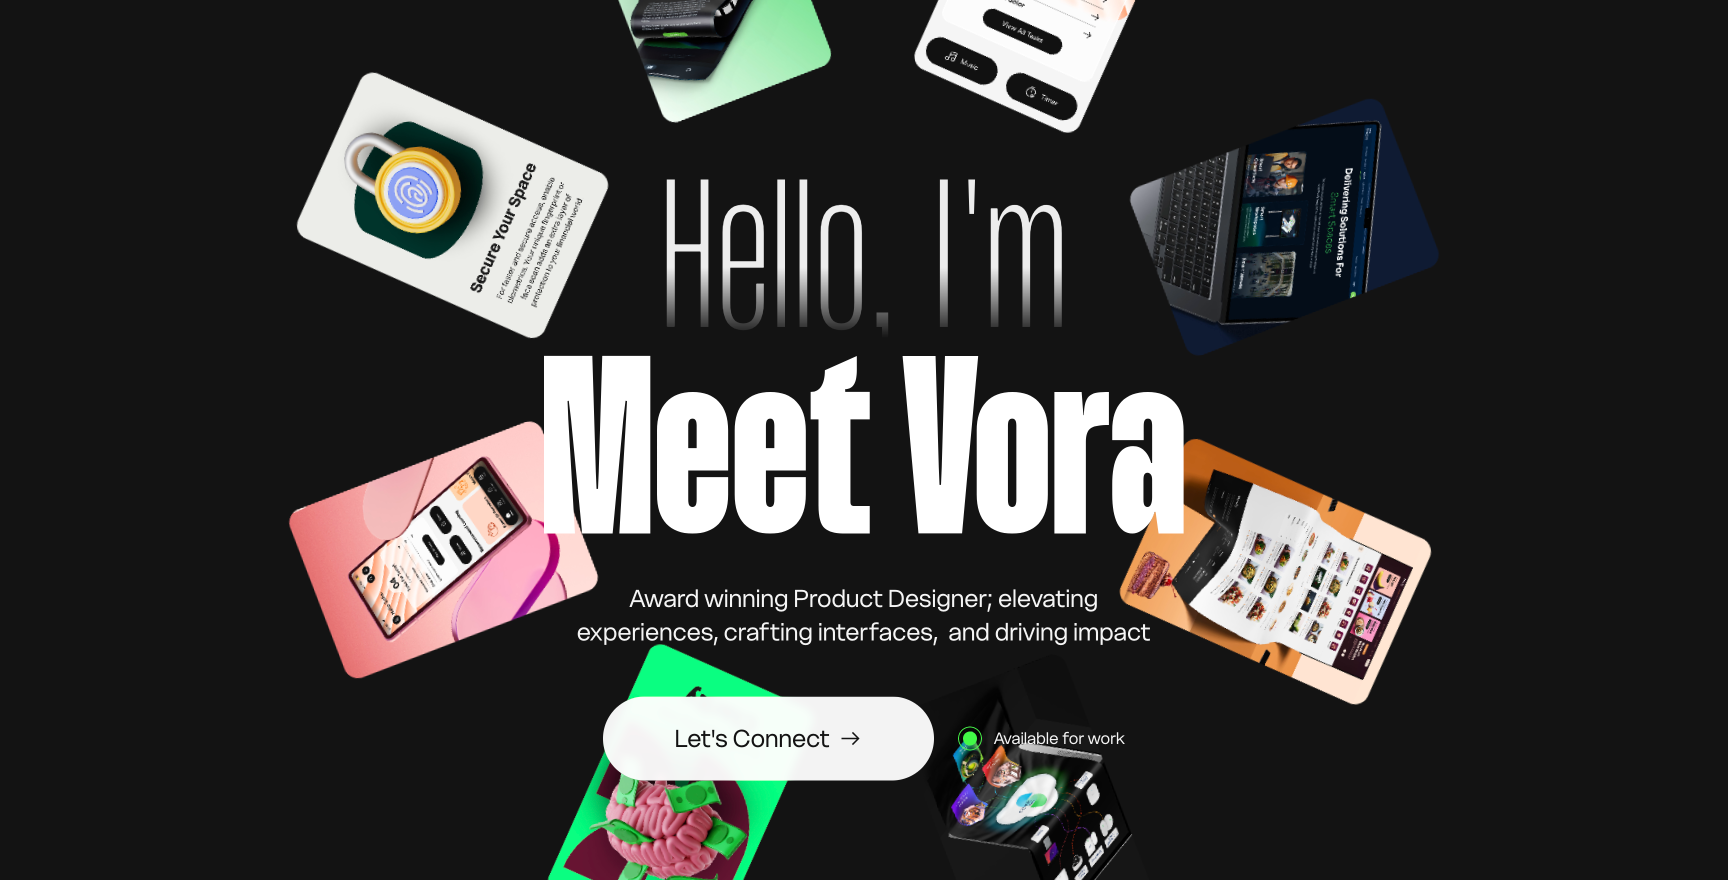 View All Tasks
Music
Timer
Secure Your Space
For faster and secure access, enable
biometrics. Your unique fingerprint or
face scan adds an extra layer of
protection to your financial world
Delivering Solutions For
Smart Spaces
Hello, I'm
Meet Vora
Award winning Product Designer; elevating
experiences, crafting interfaces,  and driving impact
Let's Connect →
Available for work